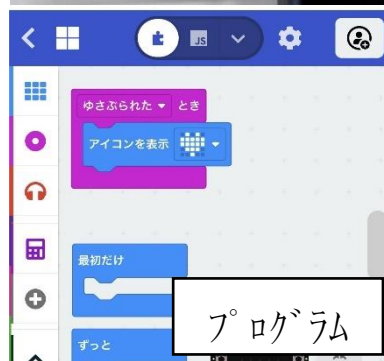 JS
ゆさぶられた とき
アイコンを表示
最初だけ
ずっと
プログラム